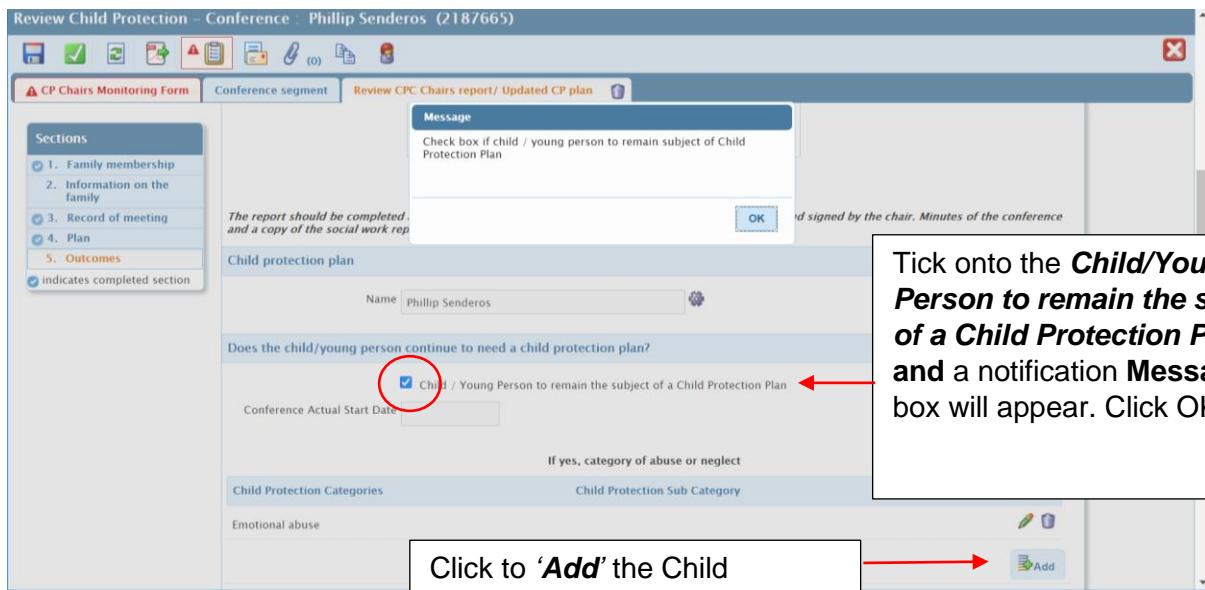 Review Child Protection – Conference : Phillip Senderos (2187665)
(0)
CP Chairs Monitoring Form
Conference segment
Review CPC Chairs report/ Updated CP plan
Sections
1. Family membership
2. Information on the
family
3. Record of meeting
4. Plan
5. Outcomes
indicates completed section
Message
Check box if child / young person to remain subject of Child
Protection Plan
OK
The report should be completed
signed by the chair. Minutes of the conference
and a copy of the social work
Child protection plan
Name Phillip Senderos
Does the child/young person continue to need a child protection plan?
Child / Young Person to remain the subject of a Child Protection Plan
Conference Actual Start Date
If yes, category of abuse or neglect
Child Protection Categories
Child Protection Sub Category
Emotional abuse
Add
Tick onto the Child/You
Person to remain the s
of a Child Protection P
and a notification Messa
box will appear. Click
Click to ‘Add’ the Child